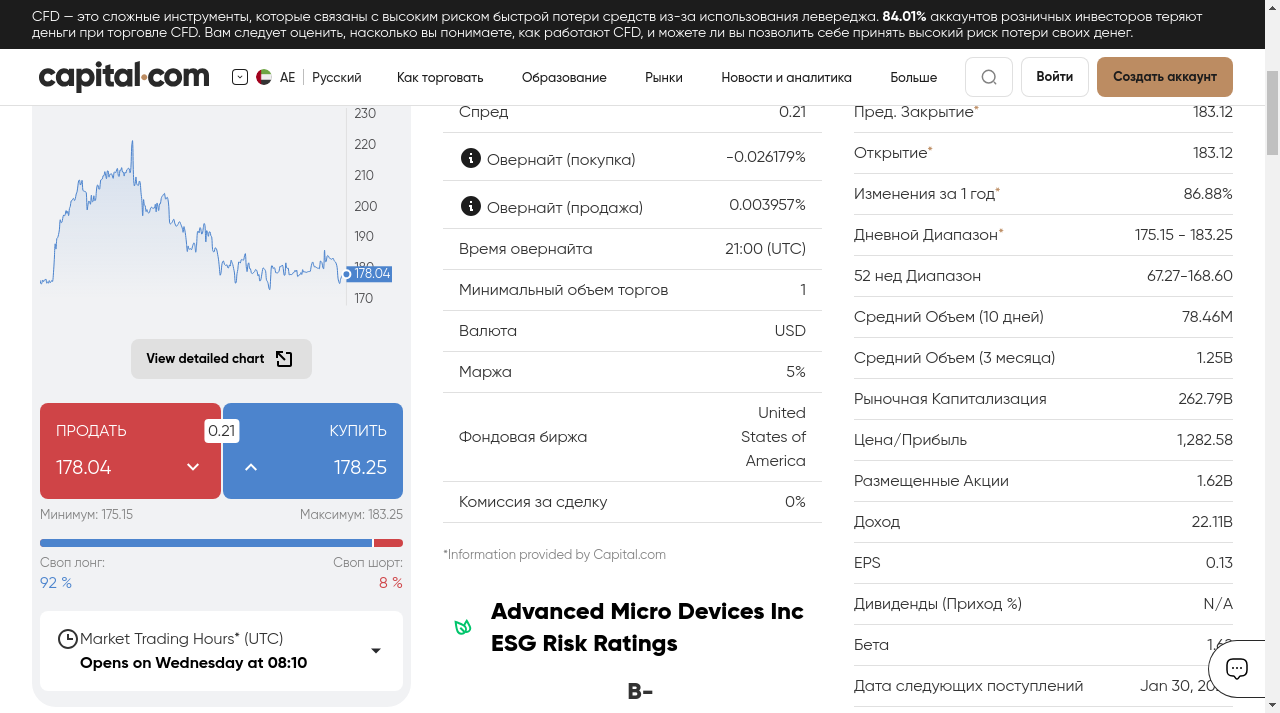 CFD — это сложные инструменты, которые связаны с высоким риском быстрой потери средств из-за использования левереджа. 84.01% аккаунтов розничных инвесторов теряют
деньги при торговле CFD. Вам следует оценить, насколько вы понимаете, как работают CFD, и можете ли вы позволить себе принять высокий риск потери своих денег.
capital.com
AE Русский
Как торговать
Образование
Рынки
Новости и аналитика
Больше
Войти
Создать аккаунт
230
220
210
200
190
180
178.04
170
View detailed chart
ПРОДАТЬ
178.04
0.21
КУПИТЬ
178.25
Минимум: 175.15
Максимум: 183.25
Своп лонг:
Своп шорт:
92 %
8 %
Market Trading Hours* (UTC)
Opens on Wednesday at 08:10
Спред 0.21
Овернайт (покупка) -0.026179%
Овернайт (продажа) 0.003957%
Время овернайта 21:00 (UTC)
Минимальный объем торгов 1
Валюта USD
Маржа 5%
Фондовая биржа United
States of
America
Комиссия за сделку 0%
*Information provided by Capital.com
Advanced Micro Devices Inc
ESG Risk Ratings
B-
Пред. Закрытие* 183.12
Открытие* 183.12
Изменения за 1 год* 86.88%
Дневной Диапазон* 175.15 - 183.25
52 нед Диапазон 67.27-168.60
Средний Объем (10 дней) 78.46M
Средний Объем (3 месяца) 1.25B
Рыночная Капитализация 262.79B
Цена/Прибыль 1,282.58
Размещенные Акции 1.62B
Доход 22.11B
EPS 0.13
Дивиденды (Приход %) N/A
Бета
Дата следующих поступлений Jan 30,